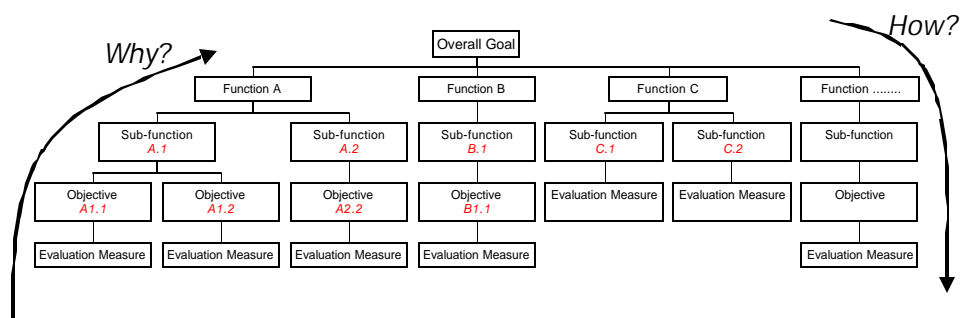 How?
Why?
Overall Goal
Function A
Function B
Function C
Function ........
Sub-function
A.1
Sub-function
A.2
Sub-function
B.1
Sub-function
C.1
Sub-function
C.2
Sub-function
Objective
A1.1
Objective
A1.2
Objective
A2.2
Objective
B1.1
Evaluation Measure
Evaluation Measure
Objective
Evaluation Measure
Evaluation Measure
Evaluation Measure
Evaluation Measure
Evaluation Measure